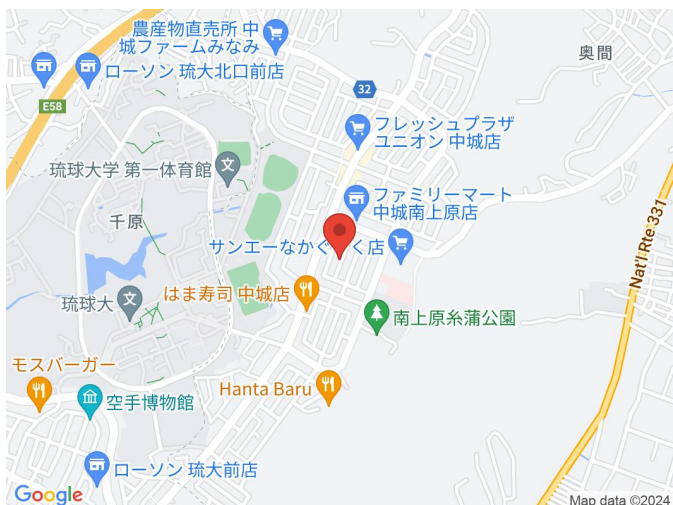 農産物直売所 中
城ファームみなみ
ローソン 琉大北口前店
奥間
E58
32
フレッシュプラザ
ユニオン 中城店
琉球大学 第一体育館
ファミリーマート
中城南上原店
千原
サンエーなかぐ
く店
Nat'l Rte 331
はま寿司 中城店
琉球大
南上原糸蒲公園
モスバーガー
Hanta Baru
空手博物館
ローソン 琉大前店
Google
Map data ©2024